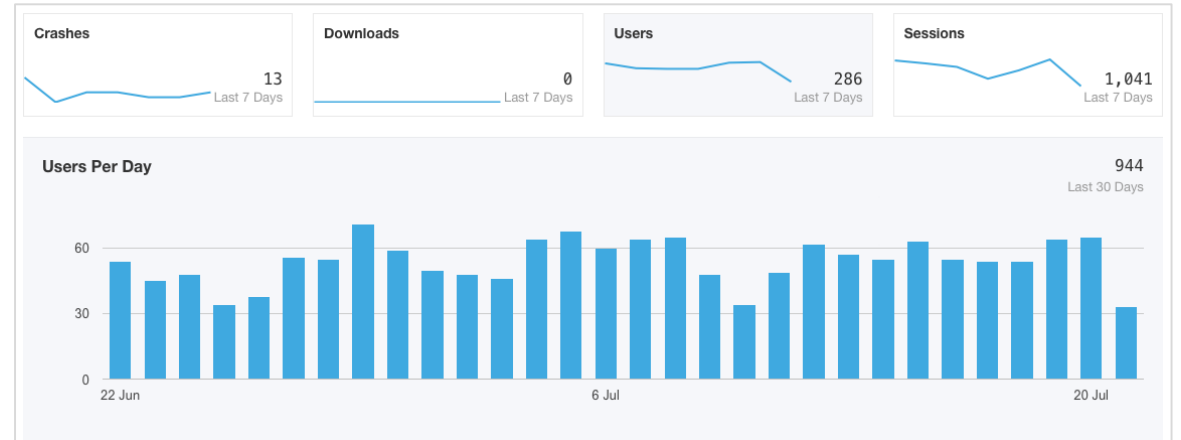 Crashes
13
Last 7 Days
Downloads
0
Last 7 Days
Users
286
Last 7 Days
Sessions
1,041
Last 7 Days
Users Per Day
944
Last 30 Days
60
30
0
22 Jun
6 Jul
20 Jul